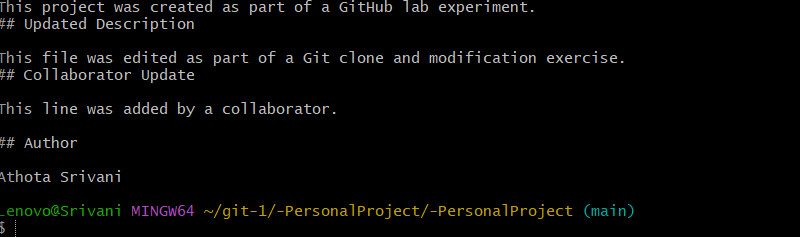 This project was created as part of a GitHub lab experiment.
## Updated Description
This file was edited as part of a Git clone and modification exercise.
## Collaborator Update
This line was added by a collaborator.
## Author
Athota Srivani
Lenovo@Srivani MINGW64 ~/git-1/-PersonalProject/-PersonalProject (main)
$